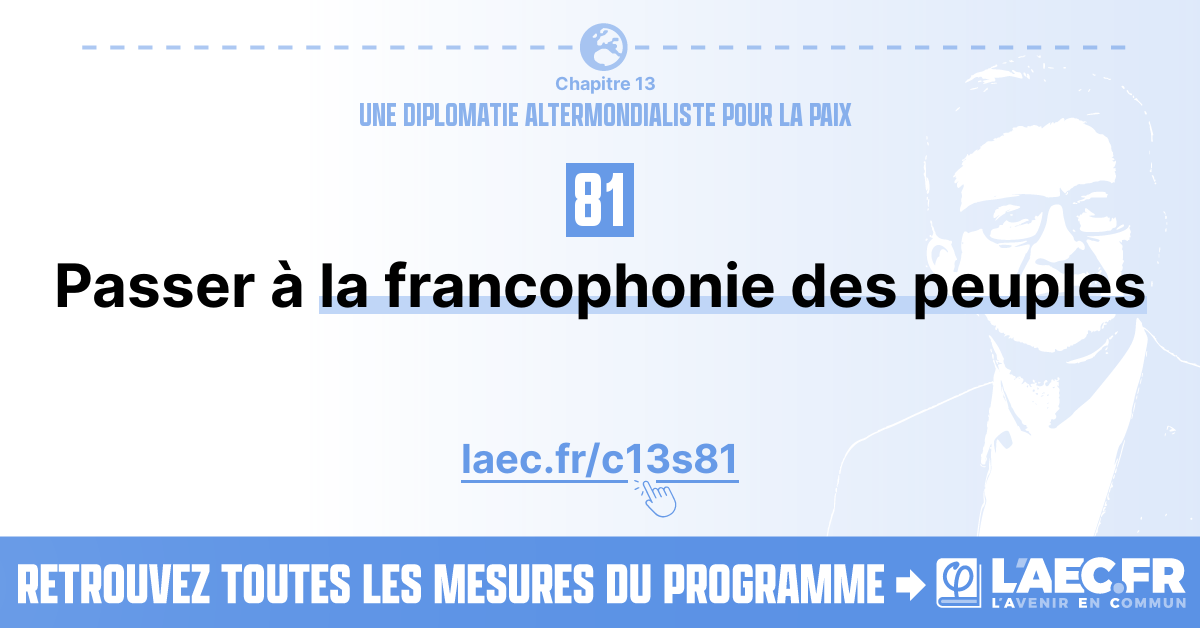 Chapitre 13
UNE DIPLOMATIE ALTERMONDIALISTE POUR LA PAIX
81
Passer à la francophonie des peuples
laec.fr/c13s81
RETROUVEZ TOUTES LES MESURES DU PROGRAMME
L'AEC.FR
L'AVENIR EN COMMUN